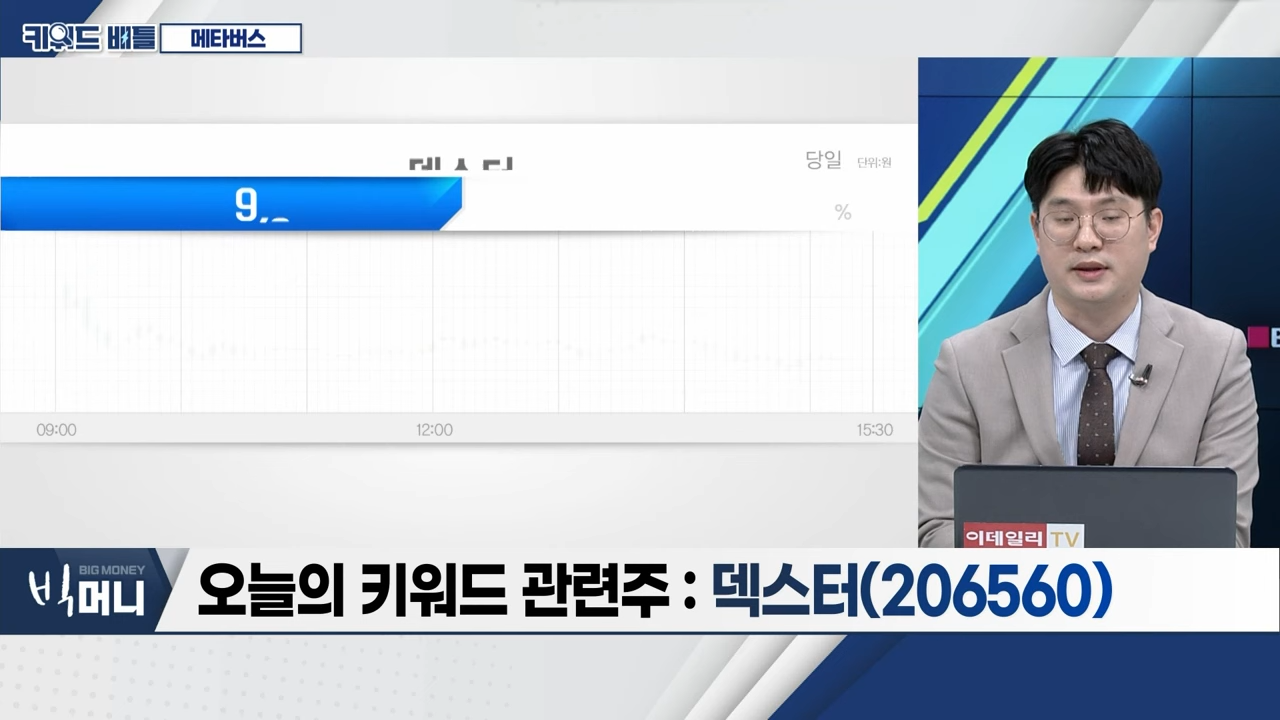 키워드 배틀 메타버스
당일 단위:원
9
%
09:00 12:00 15:30
이데일리 TV
빅머니 BIG MONEY
오늘의 키워드 관련주 : 덱스터(206560)